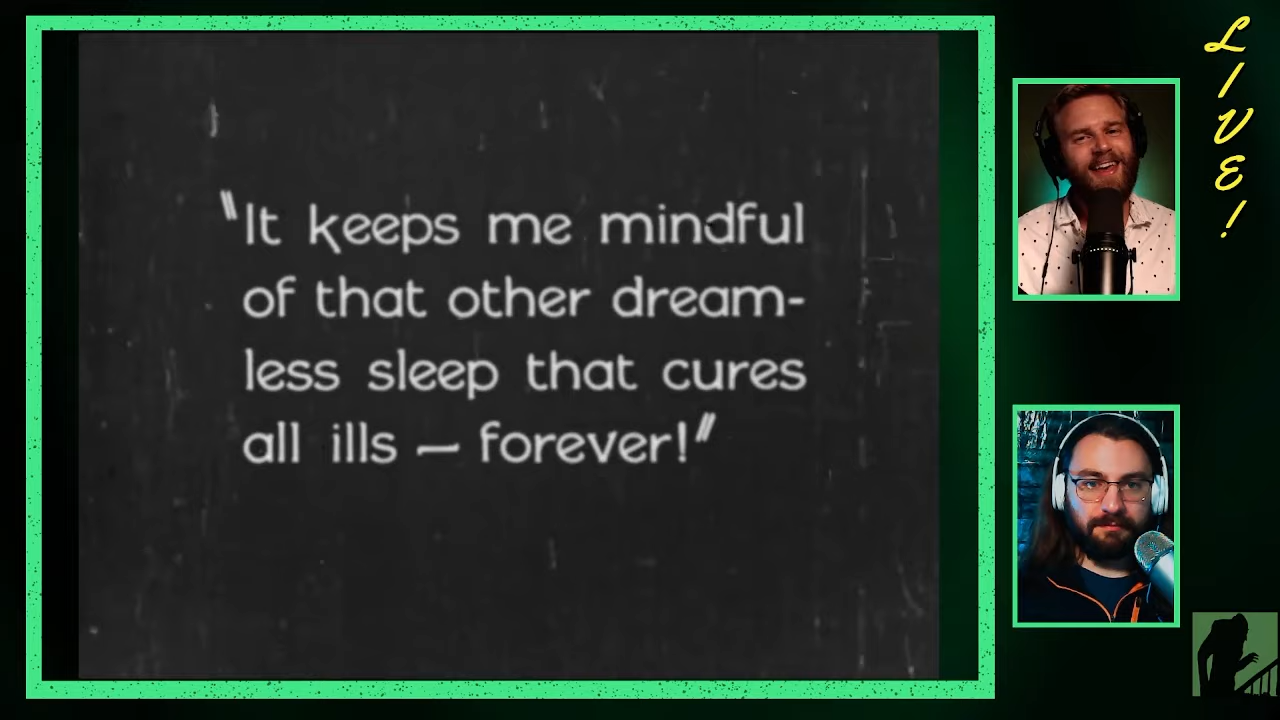 "It keeps me mindful
of that other dream-
less sleep that cures
all ills — forever!"
LIVE!